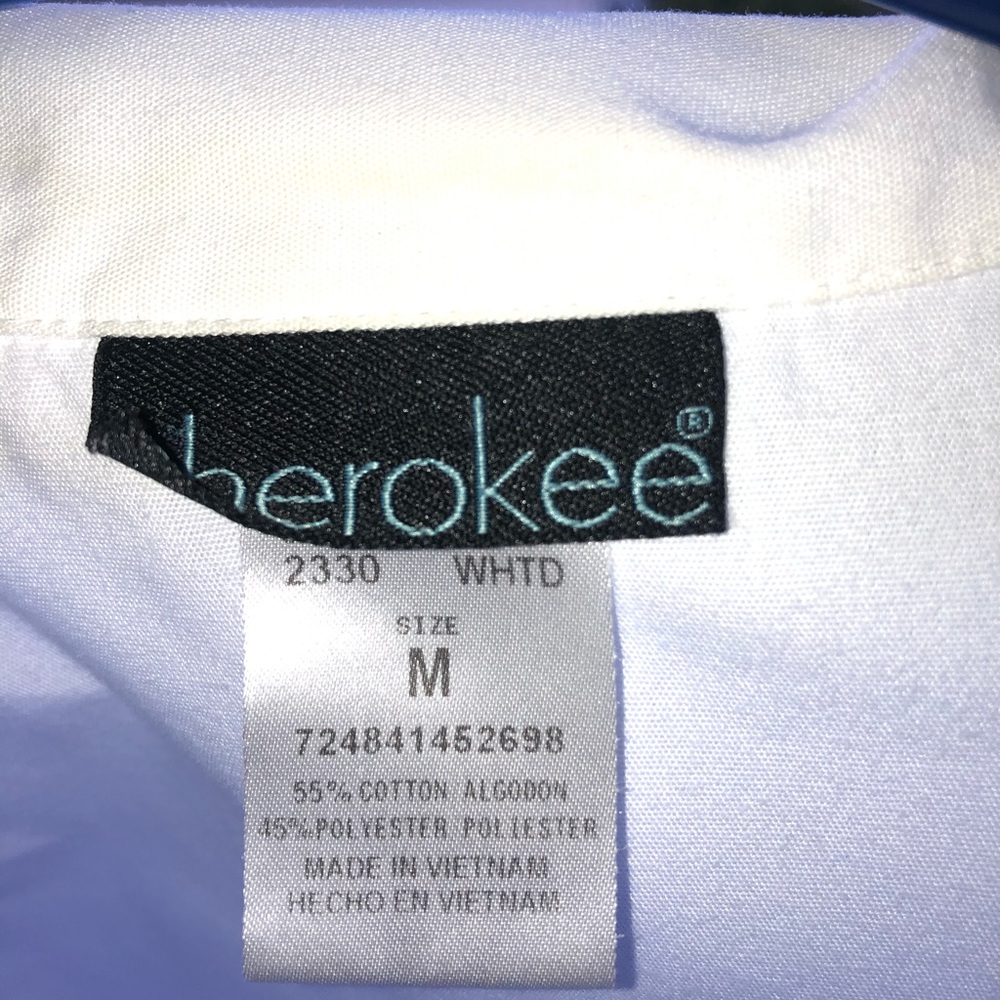 herokee®
2330 WHTD
SIZE
M
724841452698
55% COTTON ALGODON
45% POLYESTER POLIESTER
MADE IN VIETNAM
HECHO EN VIETNAM